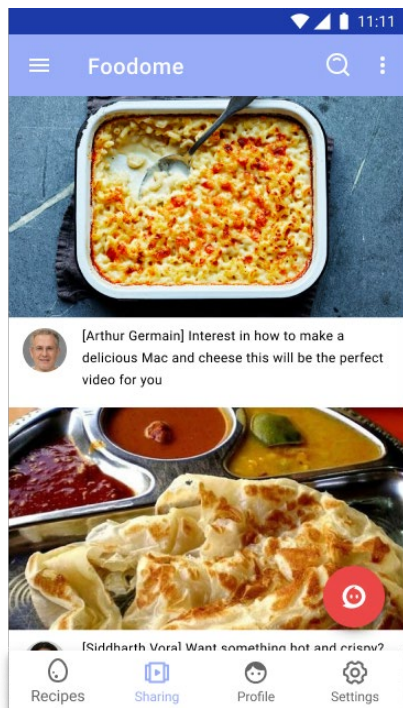 11:11
Foodome
[Arthur Germain] Interest in how to make a
delicious Mac and cheese this will be the perfect
video for you
[Siddharth Vora] Want something hot and crispy?
Recipes
Sharing
Profile
Settings